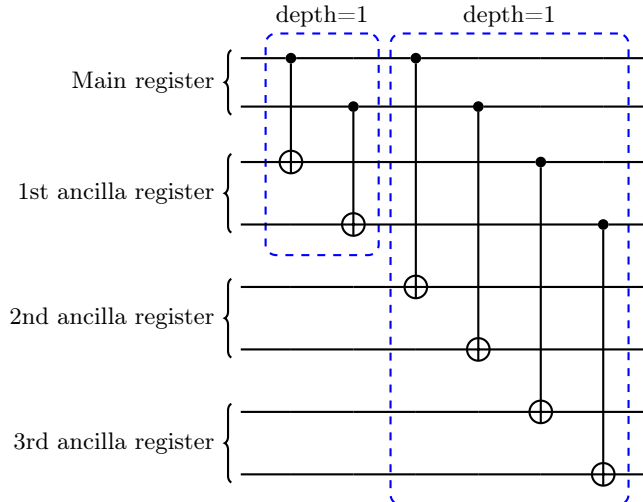 depth=1
depth=1
Main register
1st ancilla register
2nd ancilla register
3rd ancilla register